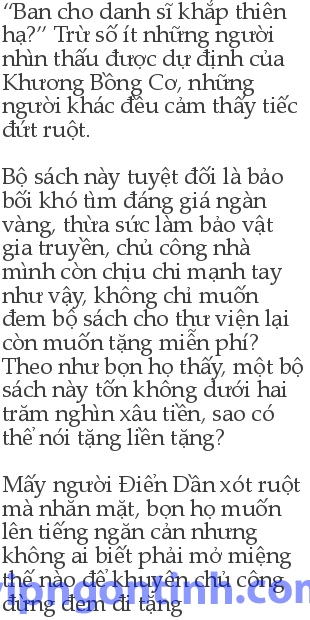 “Ban cho danh sĩ khắp thiên
hạ?” Trừ số ít những người
nhìn thấu được dự định của
Khương Bồng Cơ, những
người khác đều cảm thấy tiếc
đứt ruột.
Bộ sách này tuyệt đối là bảo
bối khó tìm đáng giá ngàn
vàng, thừa sức làm bảo vật
gia truyền, chủ công nhà
mình còn chịu chi mạnh tay
như vậy, không chỉ muốn
đem bộ sách cho thư viện lại
còn muốn tặng miễn phí?
Theo như bọn họ thấy, một bộ
sách này tốn không dưới hai
trăm nghìn xâu tiền, sao có
thể nói tặng liền tặng?
Mấy người Điển Dần xót ruột
mà nhăn mặt, bọn họ muốn
lên tiếng ngăn cản nhưng
không ai biết phải mở miệng
thế nào để khuyên chủ công
đừng đem đi tặng
vipngontinh.com